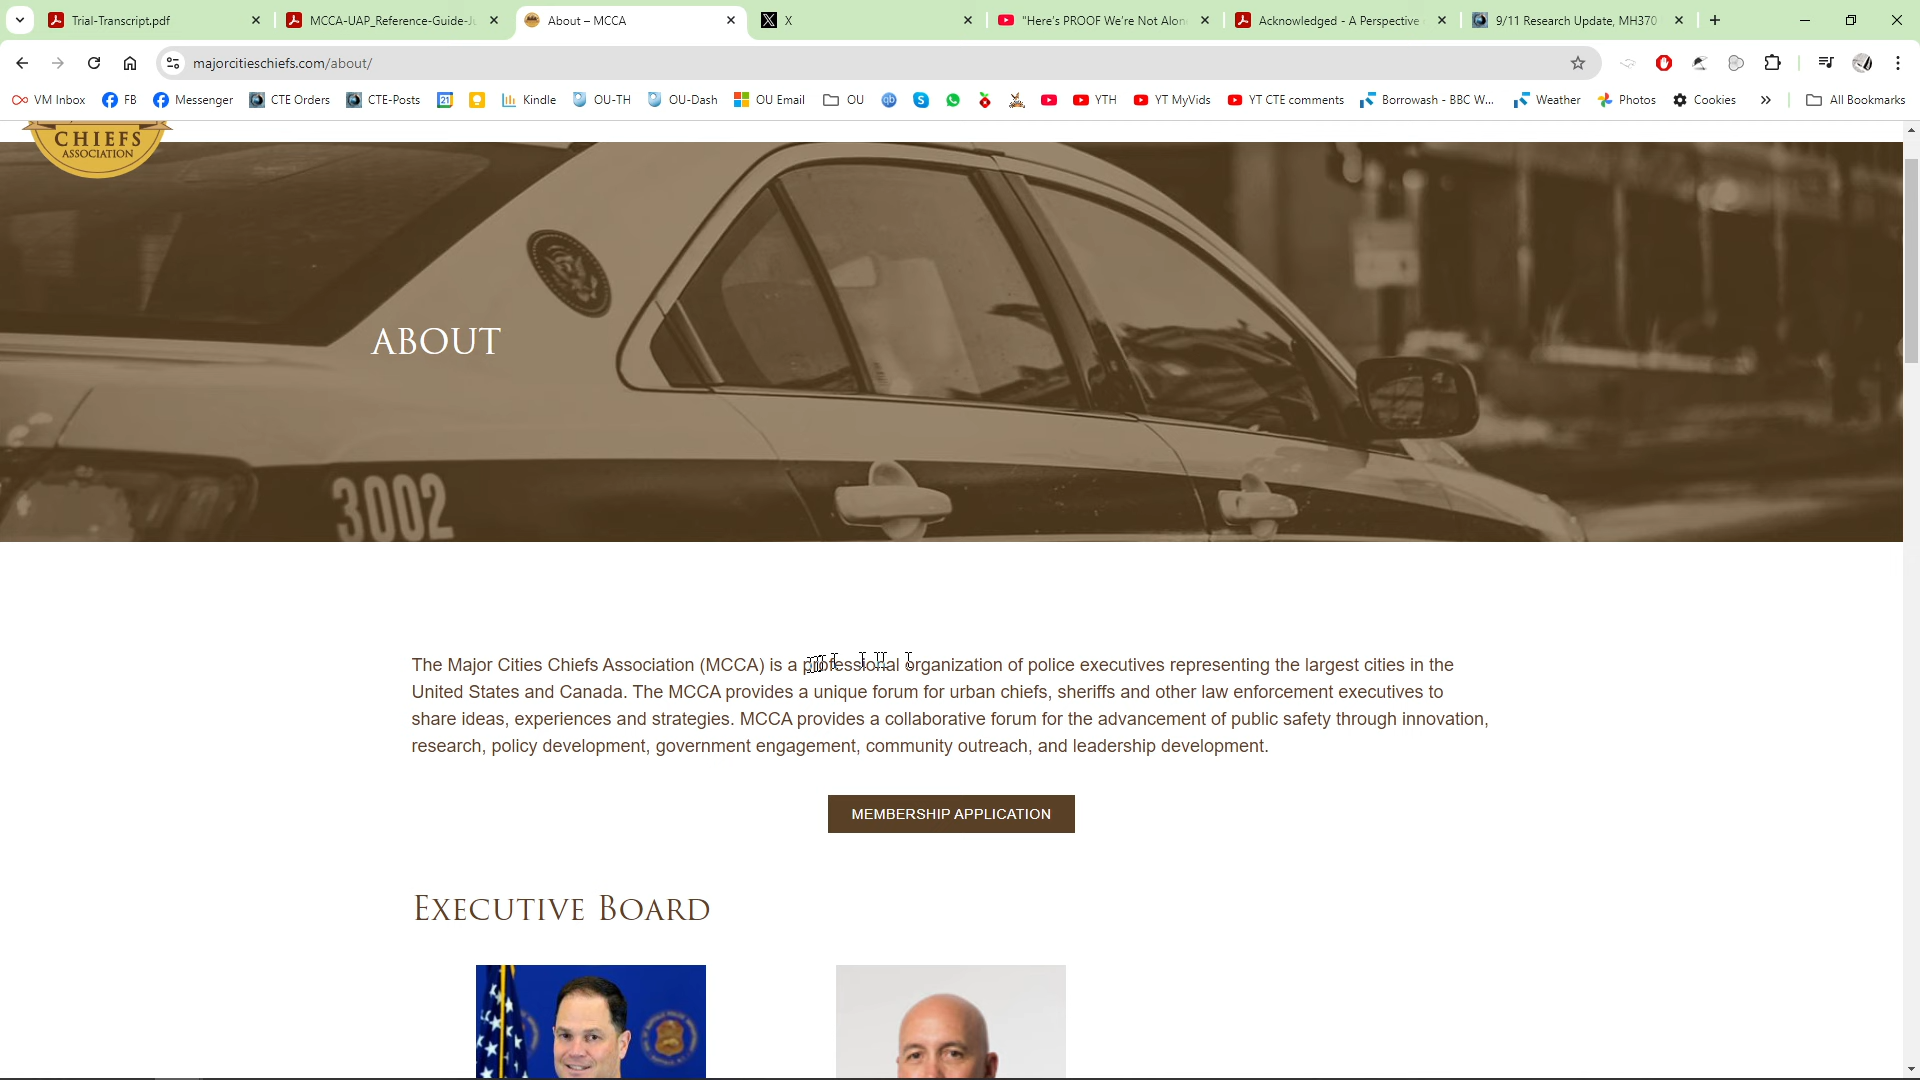 Trial-Transcript.pdf
MCCA-UAP_Reference-Guide-Ju
About – MCCA
X
"Here's PROOF We're Not Alon
Acknowledged - A Perspective
9/11 Research Update, MH370
majorcitieschiefs.com/about/
VM Inbox
FB
Messenger
CTE Orders
CTE-Posts
21
Kindle
OU-TH
OU-Dash
OU Email
OU
qb
YTH
YT MyVids
YT CTE comments
Borrowash - BBC W...
Weather
Photos
Cookies
All Bookmarks
CHIEFS
ASSOCIATION
ABOUT
3002
The Major Cities Chiefs Association (MCCA) is a professional organization of police executives representing the largest cities in the
United States and Canada. The MCCA provides a unique forum for urban chiefs, sheriffs and other law enforcement executives to
share ideas, experiences and strategies. MCCA provides a collaborative forum for the advancement of public safety through innovation,
research, policy development, government engagement, community outreach, and leadership development.
MEMBERSHIP APPLICATION
EXECUTIVE BOARD